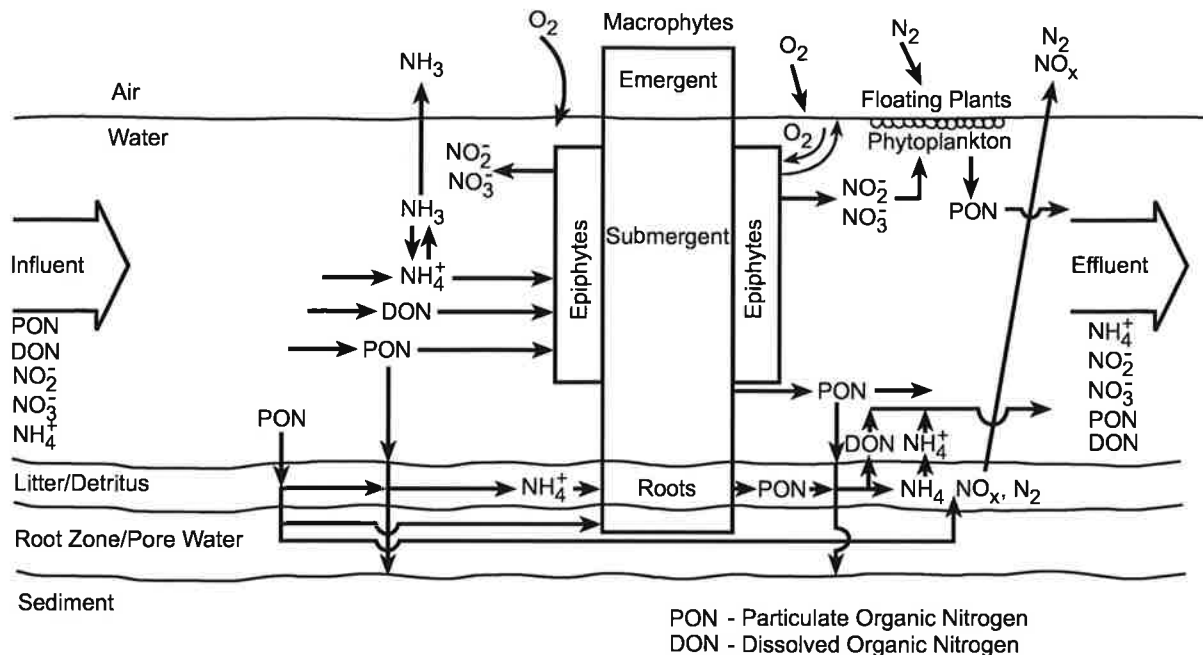 O₂
Macrophytes
O₂
N₂
N₂
NOₓ
NH₃
Emergent
Air
Floating Plants
Water
O₂
Phytoplankton
NO₂⁻
NO₃⁻
NO₂⁻
NO₃⁻
PON
NH₃
Epiphytes
Submergent
Epiphytes
Influent
NH₄⁺
Effluent
DON
PON
DON
NO₂⁻
NO₃⁻
NH₄⁺
PON
NH₄⁺
NO₂⁻
NO₃⁻
PON
DON
PON
PON
DON
NH₄⁺
Litter/Detritus
NH₄⁺
Roots
PON
NH₄
NOₓ, N₂
Root Zone/Pore Water
Sediment
PON - Particulate Organic Nitrogen
DON - Dissolved Organic Nitrogen